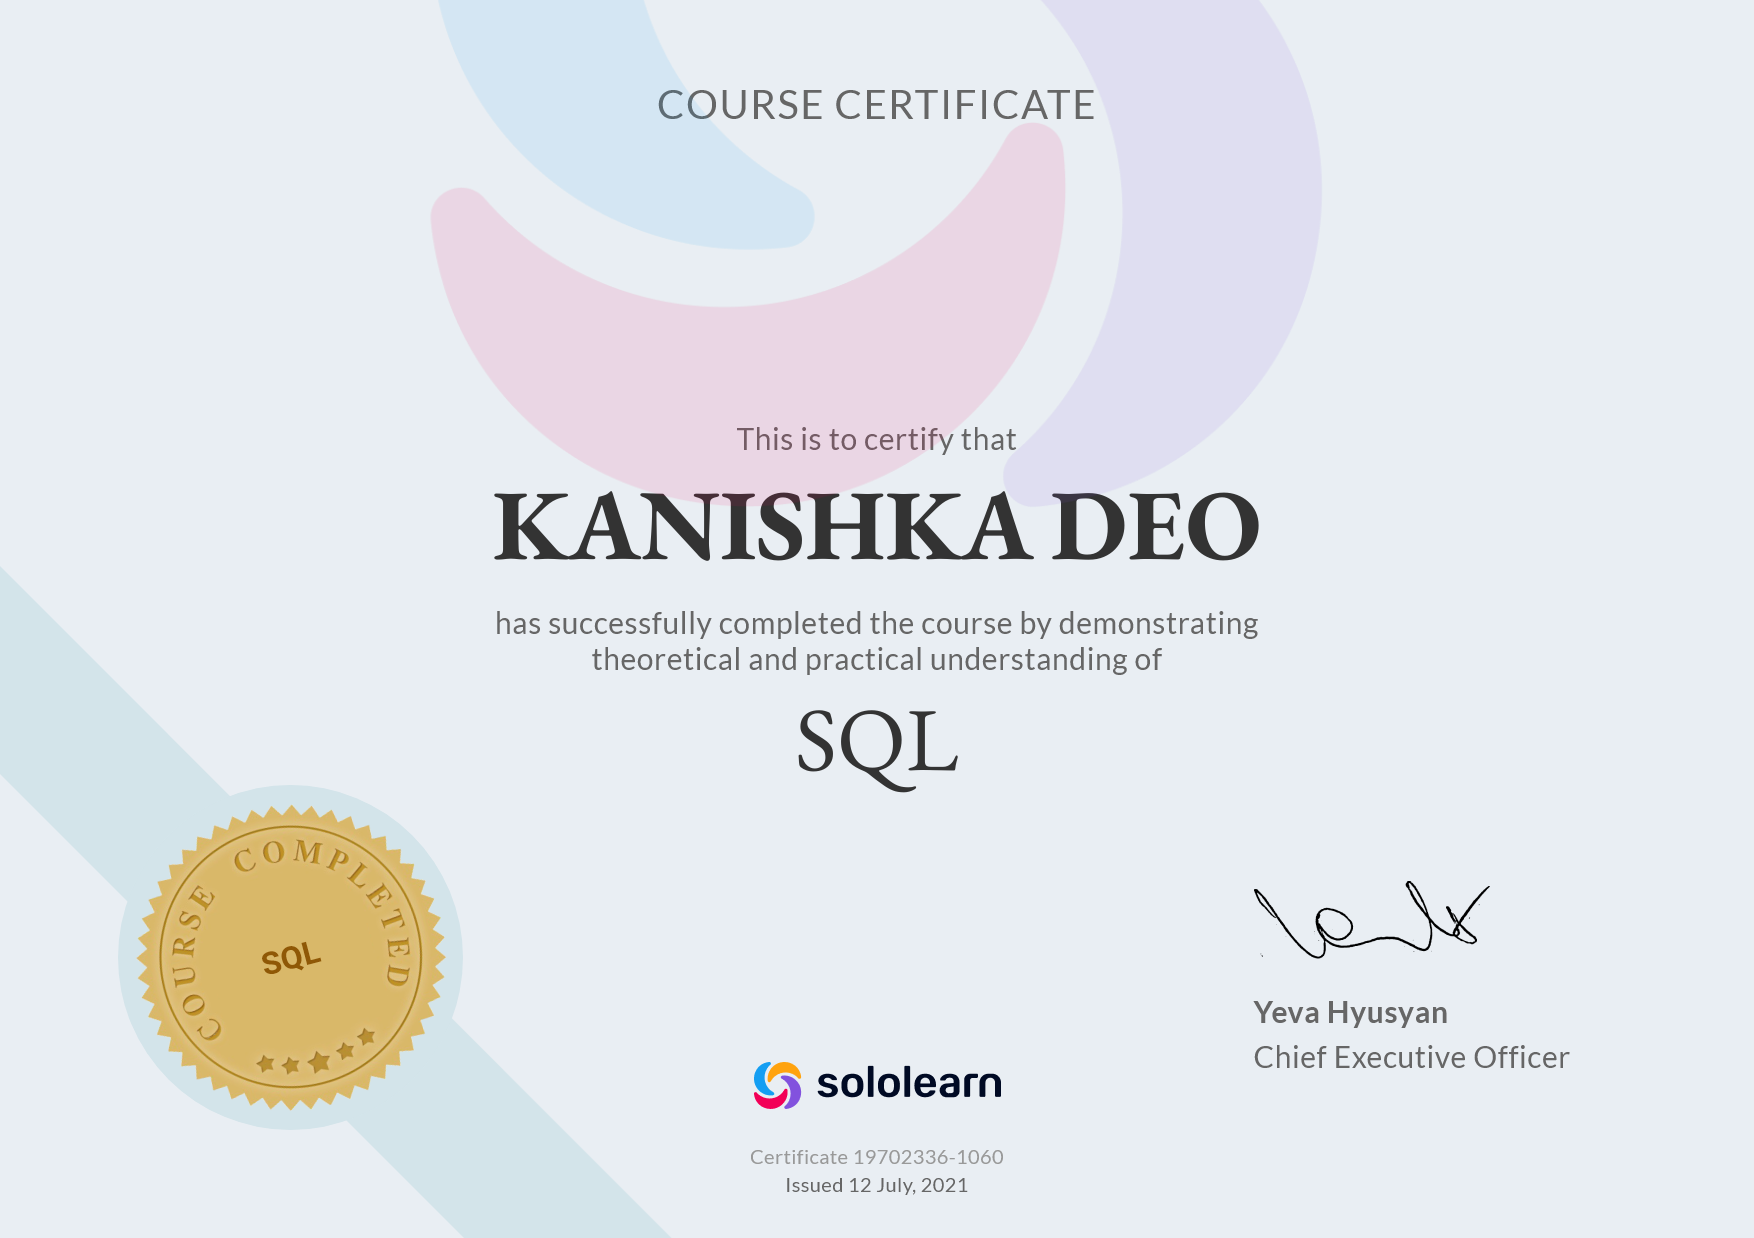 COURSE CERTIFICATE
This is to certify that
KANISHKA DEO
has successfully completed the course by demonstrating
theoretical and practical understanding of
SQL
COURSE COMPLETED
SQL
Yeva Hyusyan
Chief Executive Officer
sololearn
Certificate 19702336-1060
Issued 12 July, 2021